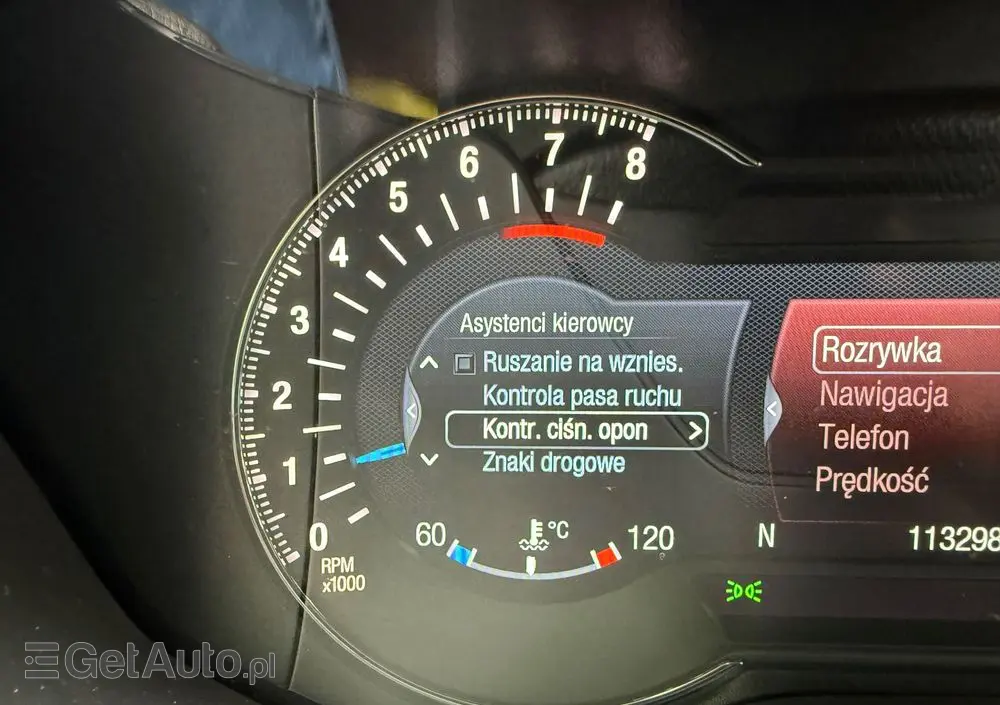 8
7
6
5
4
3
2
1
0
RPM
x1000
Asystenci kierowcy
Ruszanie na wznies.
Kontrola pasa ruchu
Kontr. ciśn. opon >
Znaki drogowe
60
°C
120
N
113298
Rozrywka
Nawigacja
Telefon
Prędkość
GetAuto.pl